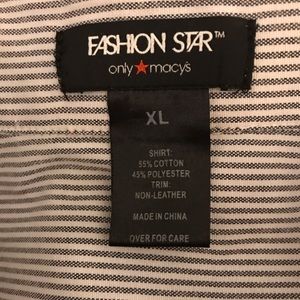 FASHION STAR™
only★macy's
XL
SHIRT:
55% COTTON
45% POLYESTER
TRIM:
NON-LEATHER
MADE IN CHINA
OVER FOR CARE